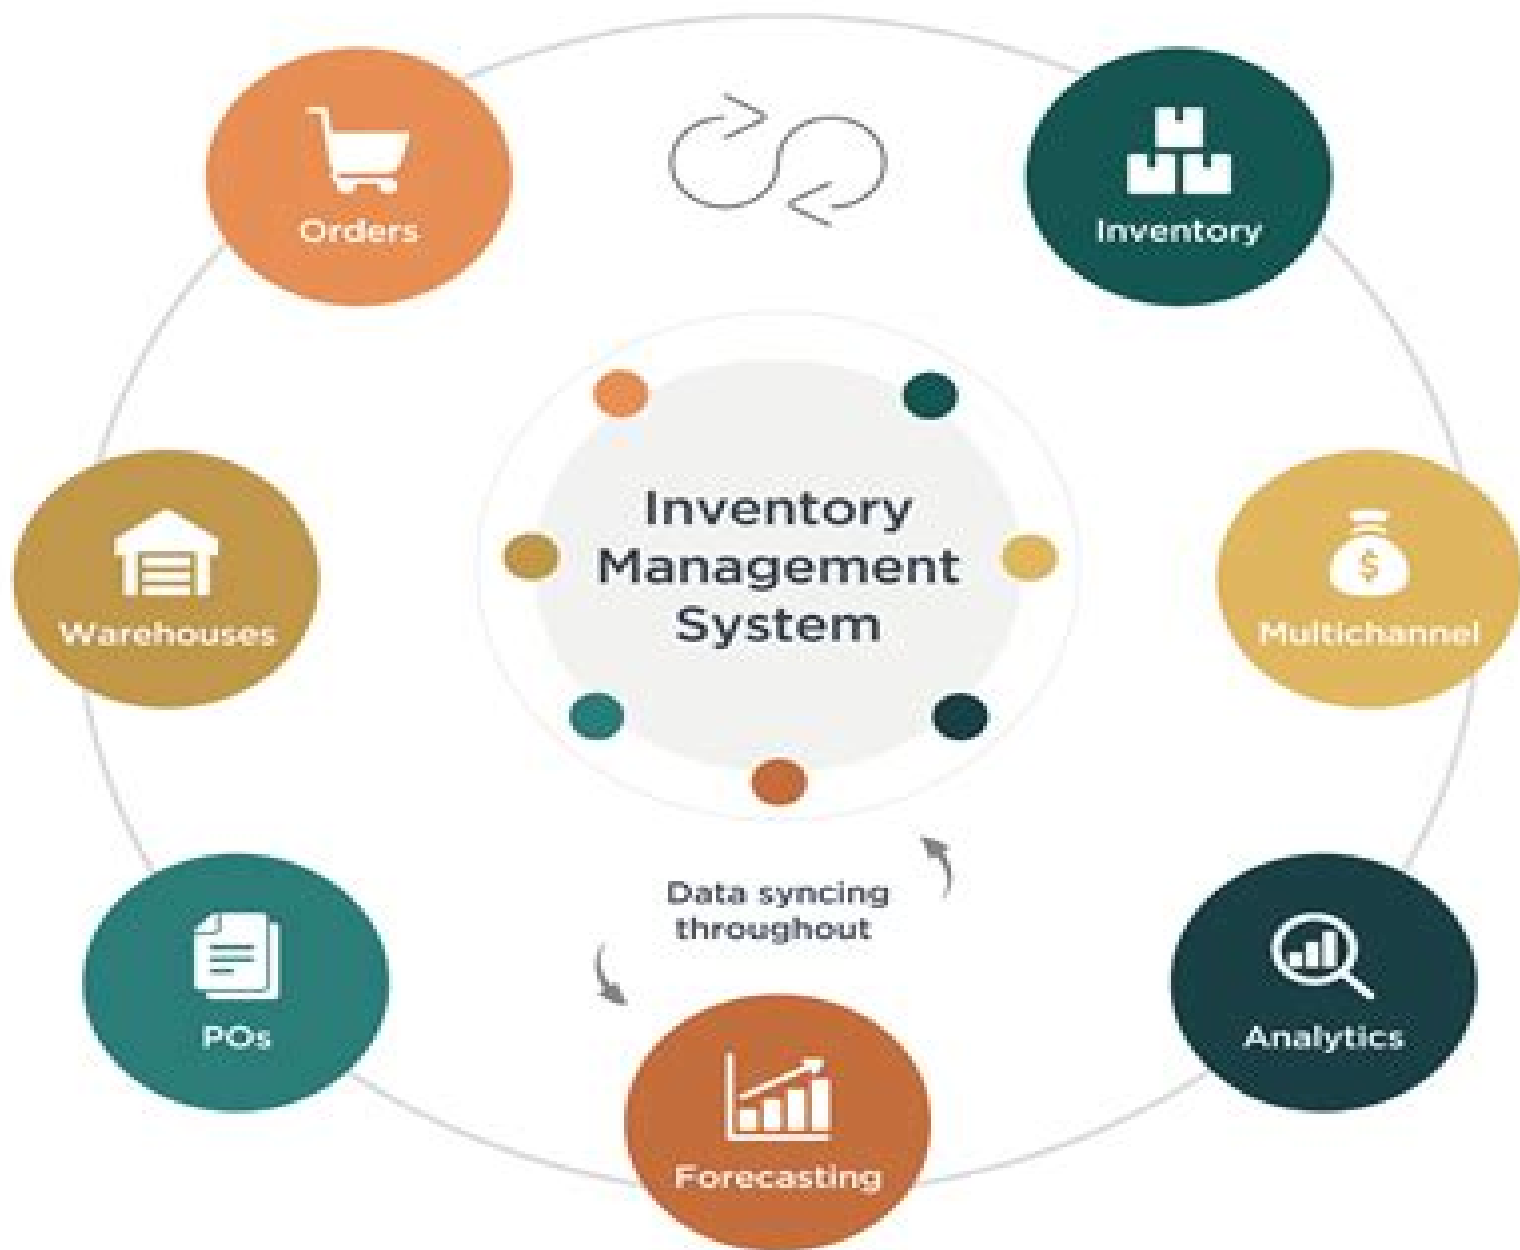 Orders
Inventory
Inventory
Management
System
Warehouses
$
Multichannel
Data syncing
throughout
POs
Analytics
Forecasting